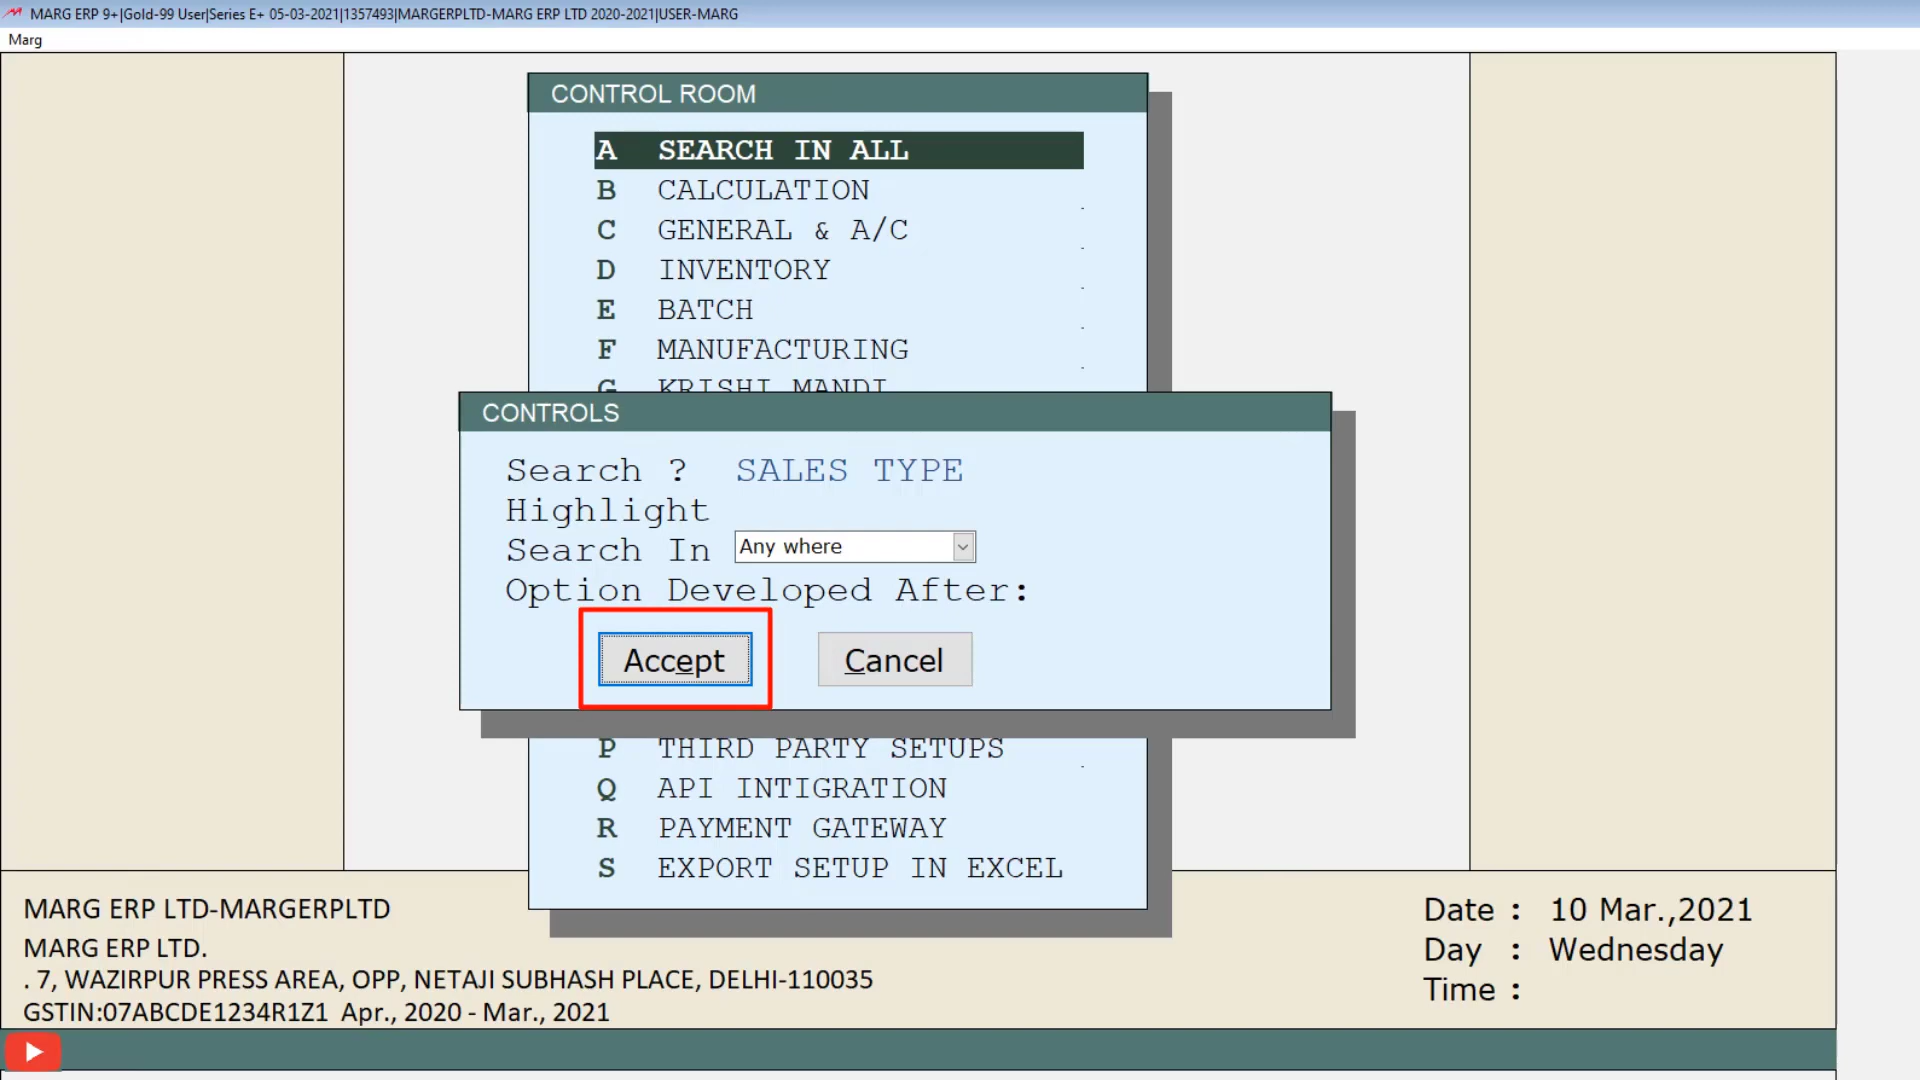 MARG ERP 9+|Gold-99 User|Series E+ 05-03-2021|1357493|MARGERPLTD-MARG ERP LTD 2020-2021|USER-MARG
Marg
CONTROL ROOM
A SEARCH IN ALL
B CALCULATION
C GENERAL & A/C
D INVENTORY
E BATCH
F MANUFACTURING
G KRISHI MANDI
CONTROLS
Search ? SALES TYPE
Highlight
Search In Any where
Option Developed After:
Accept Cancel
P THIRD PARTY SETUPS
Q API INTIGRATION
R PAYMENT GATEWAY
S EXPORT SETUP IN EXCEL
MARG ERP LTD-MARGERPLTD
MARG ERP LTD.
. 7, WAZIRPUR PRESS AREA, OPP, NETAJI SUBHASH PLACE, DELHI-110035
GSTIN:07ABCDE1234R1Z1 Apr., 2020 - Mar., 2021
Date : 10 Mar.,2021
Day : Wednesday
Time :